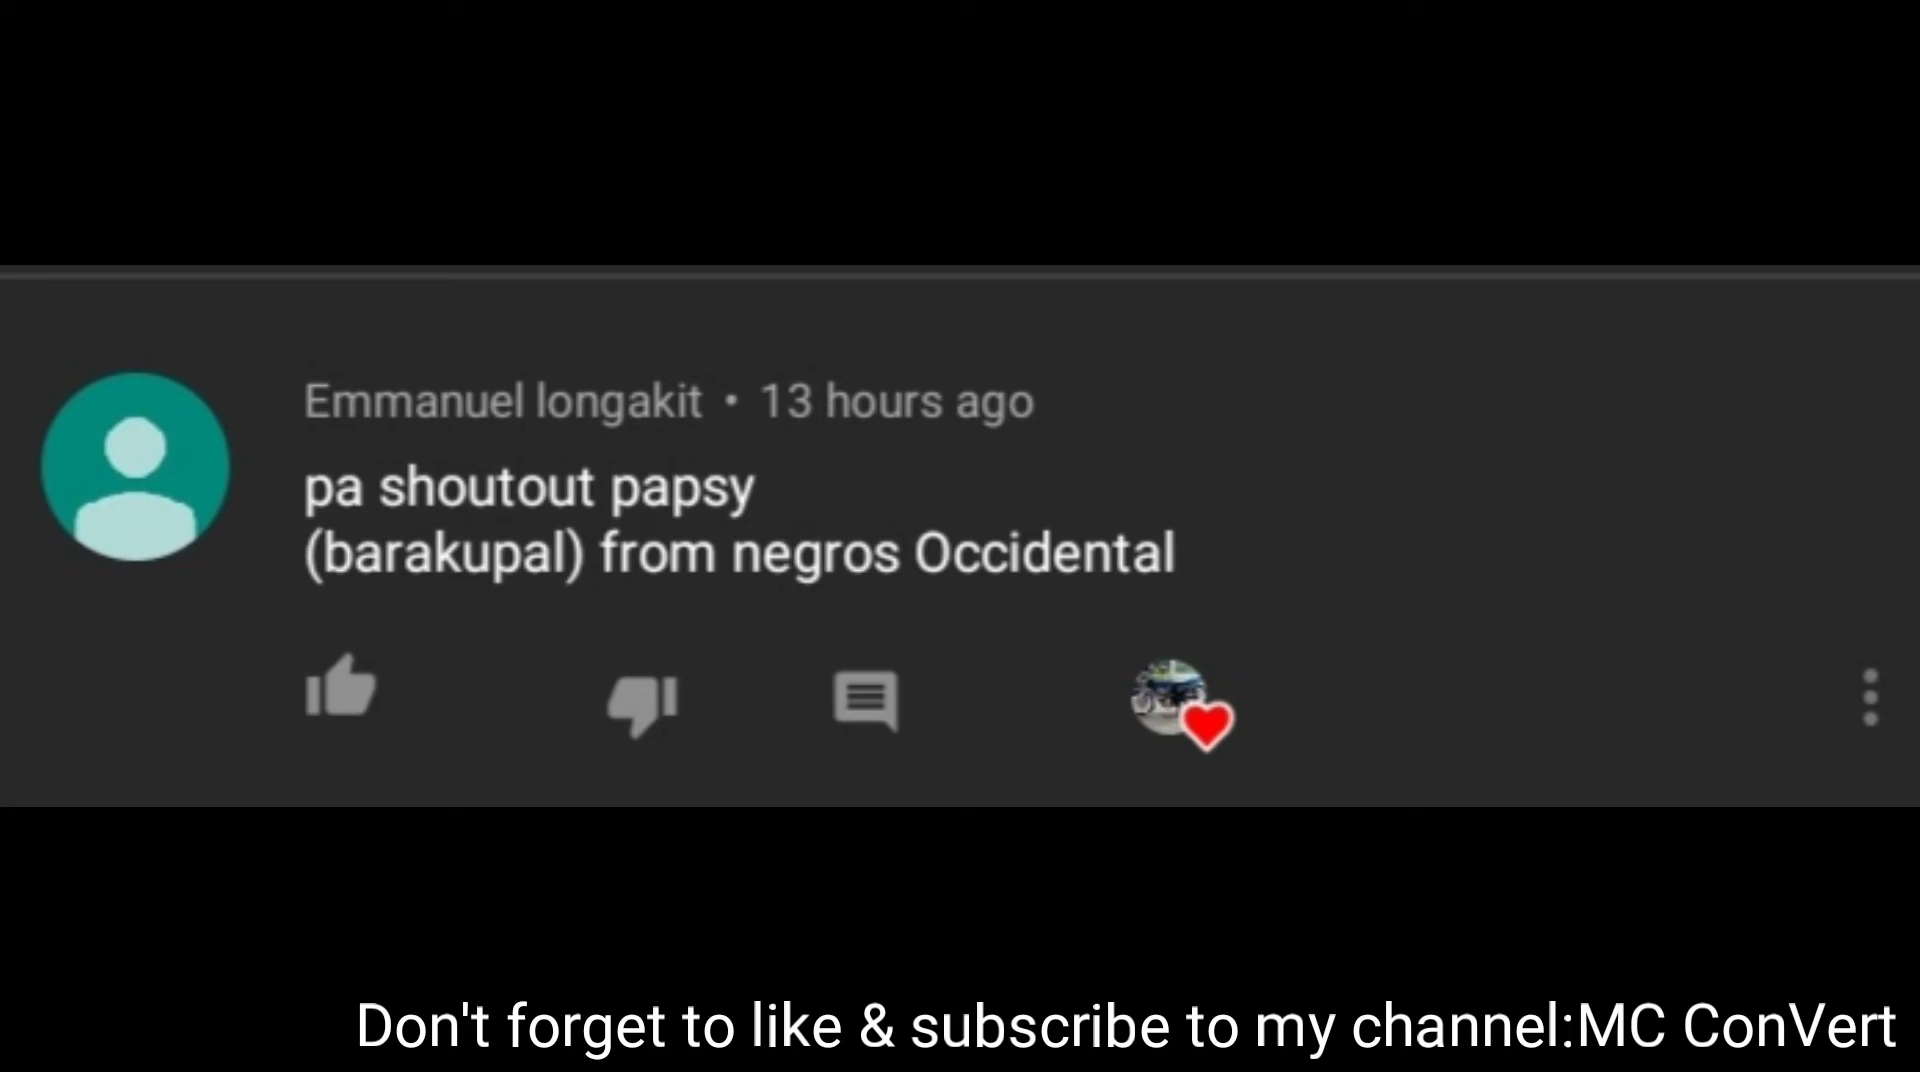 Emmanuel longakit • 13 hours ago
pa shoutout papsy
(barakupal) from negros Occidental
Don't forget to like & subscribe to my channel:MC ConVert